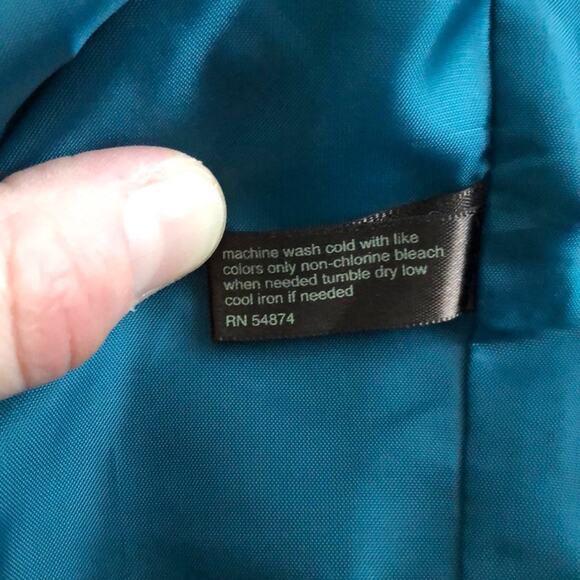 machine wash cold with like
colors only non-chlorine bleach
when needed tumble dry low
cool iron if needed
RN 54874